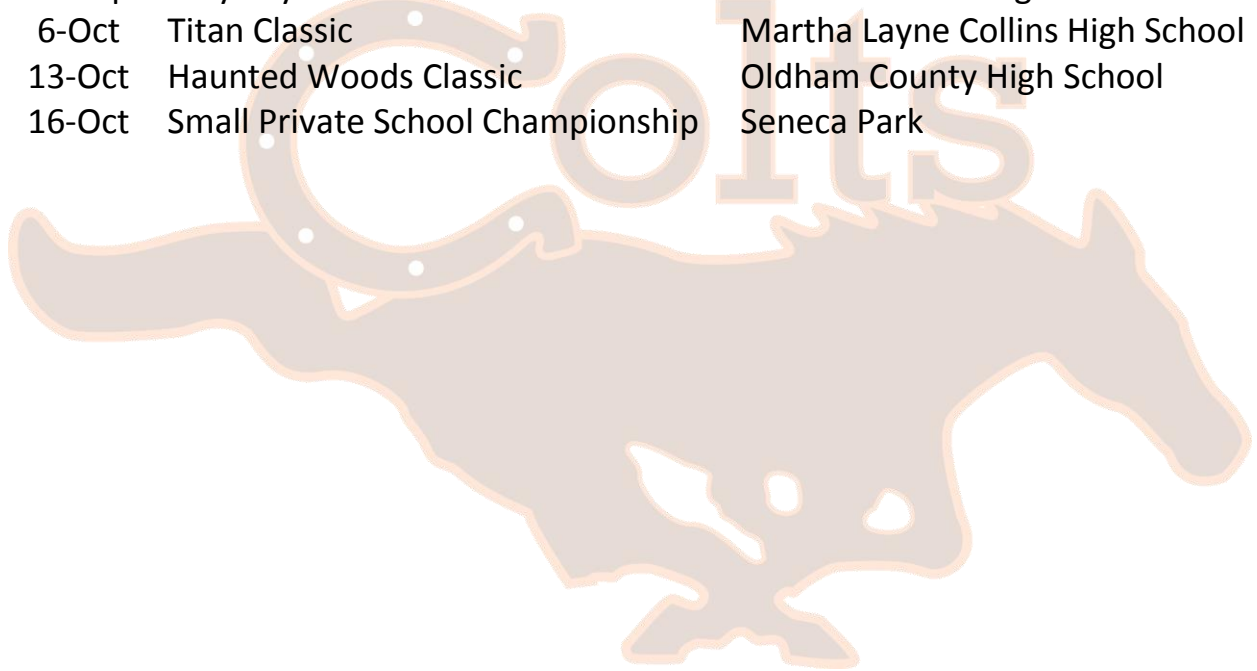 6-Oct Titan Classic Martha Layne Collins High School
13-Oct Haunted Woods Classic Oldham County High School
16-Oct Small Private School Championship Seneca Park
Colts